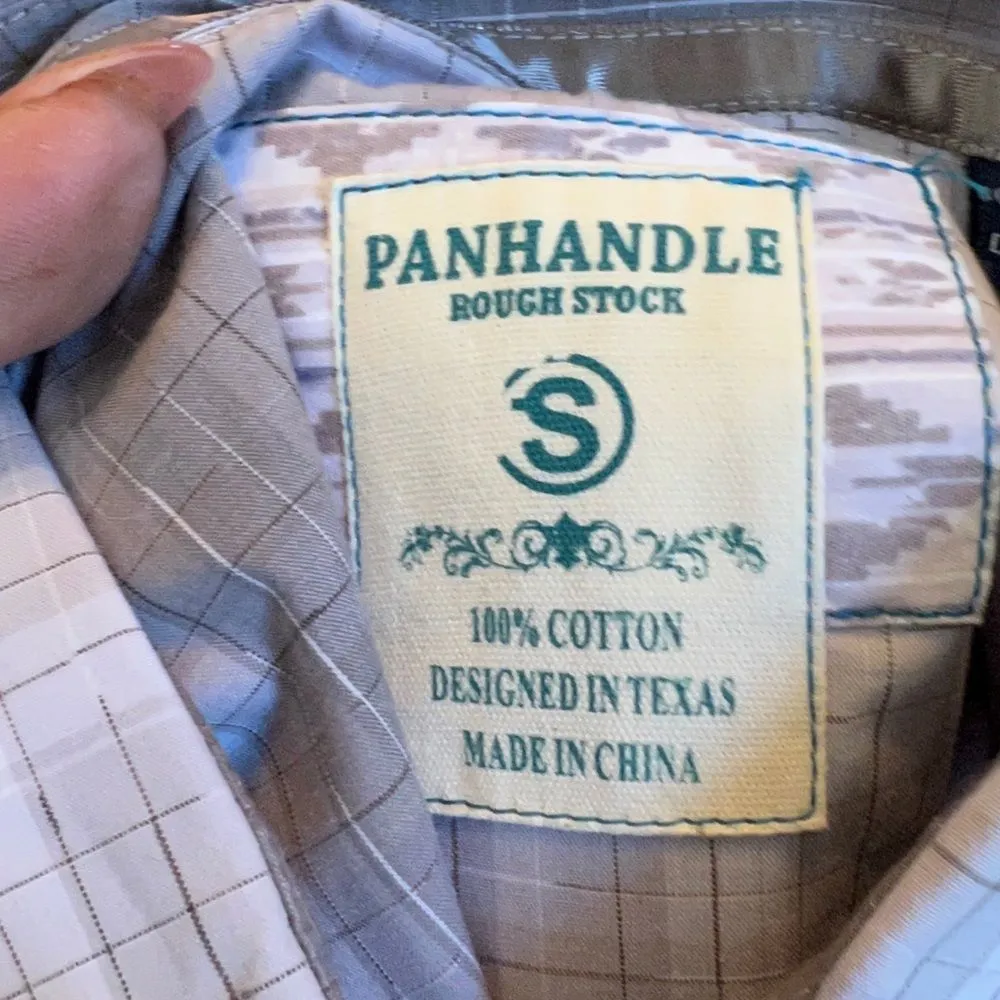 PANHANDLE
ROUGH STOCK
S
100% COTTON
DESIGNED IN TEXAS
MADE IN CHINA